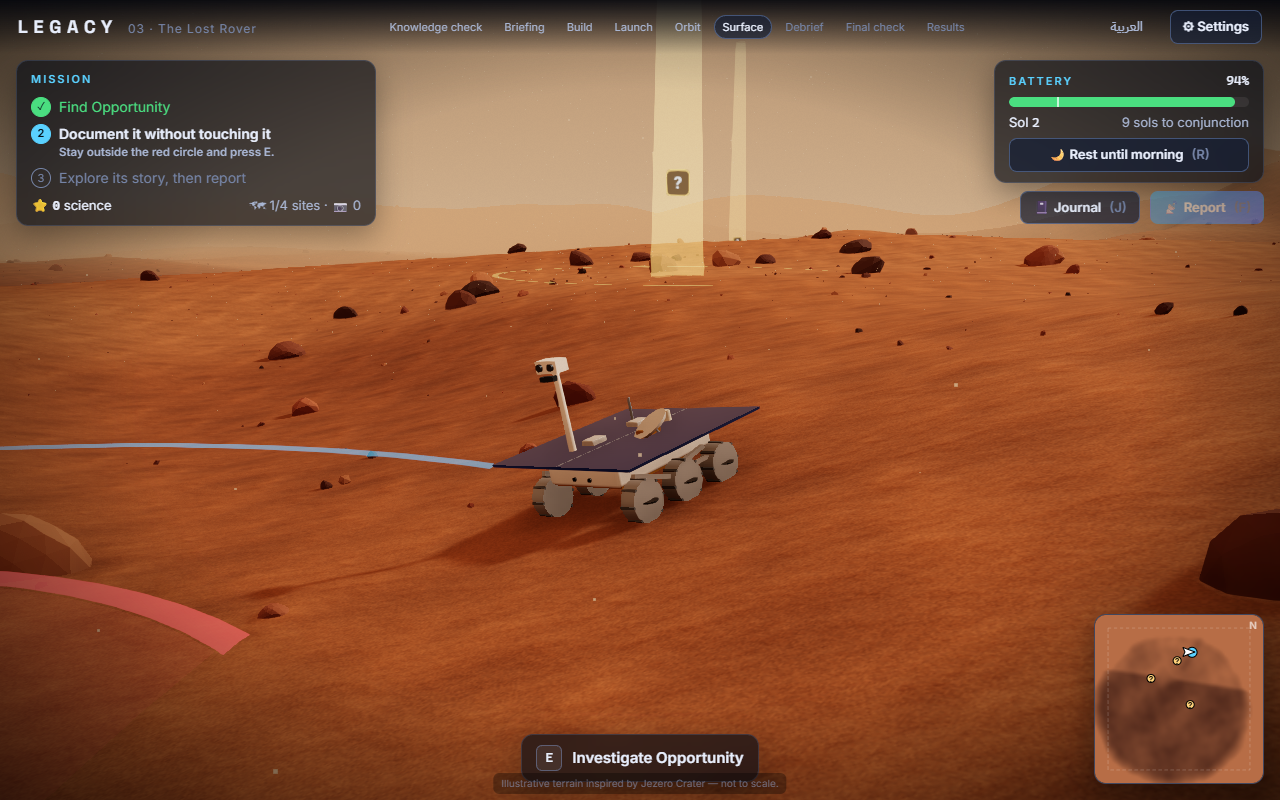 LEGACY 03 · The Lost Rover
Knowledge check Briefing Build Launch Orbit Surface Debrief Final check Results
العربية
⚙ Settings
MISSION
✓ Find Opportunity
2 Document it without touching it
Stay outside the red circle and press E.
3 Explore its story, then report
0 science
1/4 sites · 0
BATTERY 94%
Sol 2 9 sols to conjunction
Rest until morning (R)
Journal (J)
Report
?
N
?
?
?
E Investigate Opportunity
Illustrative terrain inspired by Jezero Crater — not to scale.